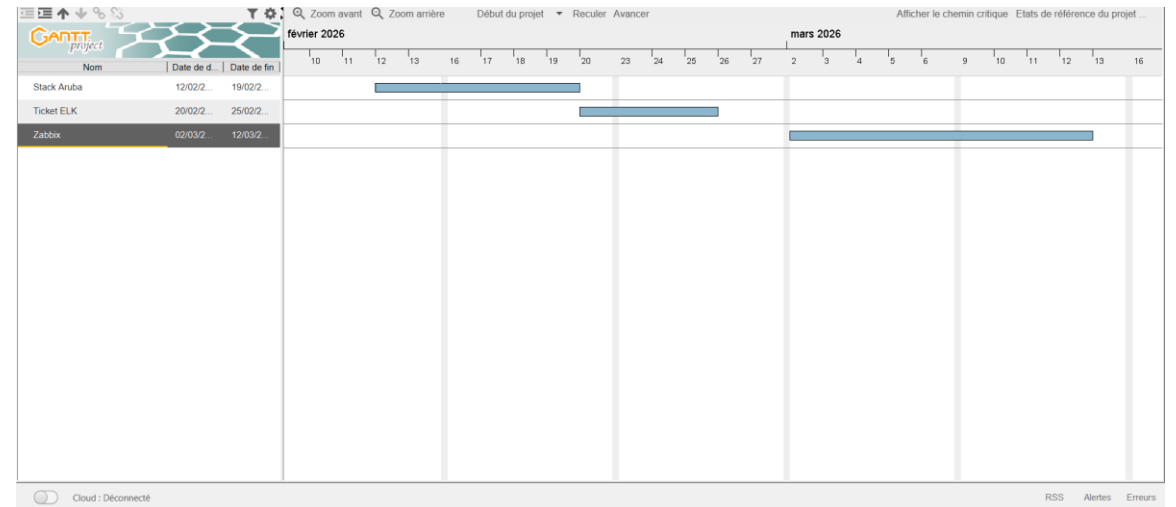 Zoom avant Zoom arrière Début du projet Reculer Avancer Afficher le chemin critique Etats de référence du projet ...
GANTT
project
février 2026 mars 2026
Nom Date de d... Date de fin
10 11 12 13 16 17 18 19 20 23 24 25 26 27 2 3 4 5 6 9 10 11 12 13 16
Stack Aruba 12/02/2... 19/02/2...
Ticket ELK 20/02/2... 25/02/2...
Zabbix 02/03/2... 12/03/2...
Cloud : Déconnecté RSS Alertes Erreurs